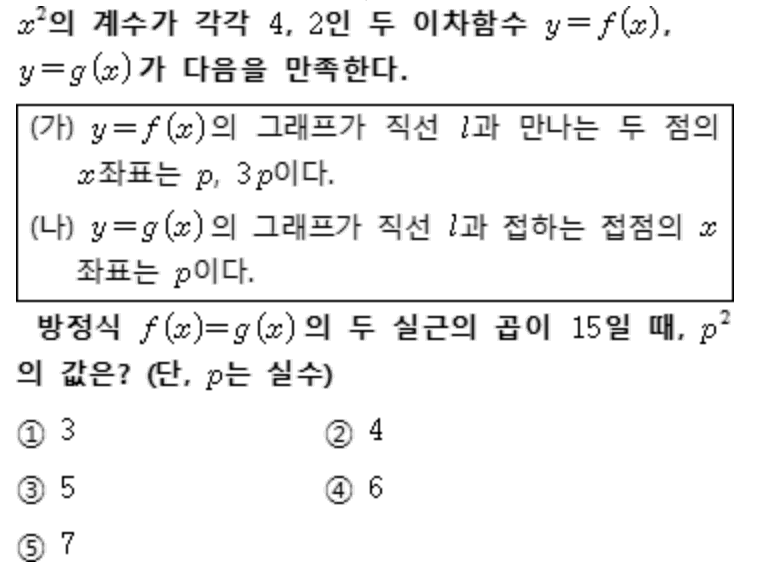 x²의 계수가 각각 4, 2인 두 이차함수 y=f(x),
y=g(x)가 다음을 만족한다.
(가) y=f(x)의 그래프가 직선 l과 만나는 두 점의
x좌표는 p, 3p이다.
(나) y=g(x)의 그래프가 직선 l과 접하는 접점의 x
좌표는 p이다.
방정식 f(x)=g(x)의 두 실근의 곱이 15일 때, p²
의 값은? (단, p는 실수)
① 3 ② 4
③ 5 ④ 6
⑤ 7